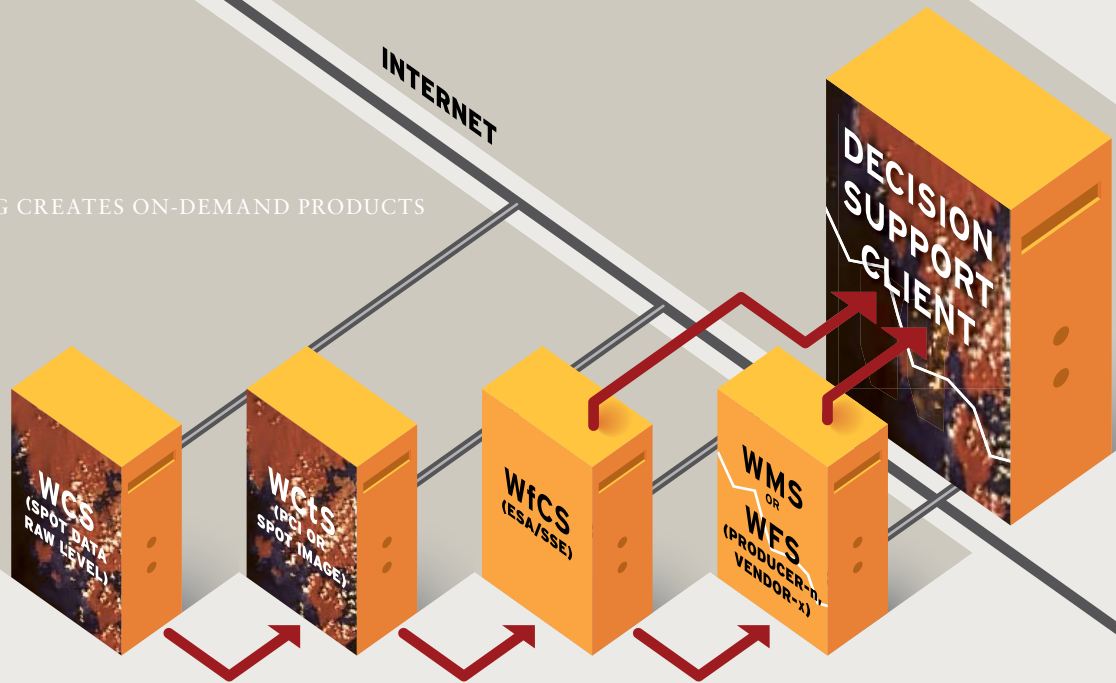 INTERNET
G CREATES ON-DEMAND PRODUCTS
DECISION
SUPPORT
CLIENT
WCS
(SPOT DATA
RAW LEVEL)
WCtS
(PCI OR
SPOT IMAGE)
WfCS
(ESA/SSE)
WMS
OR
WFS
(PRODUCER-n,
VENDOR-x)